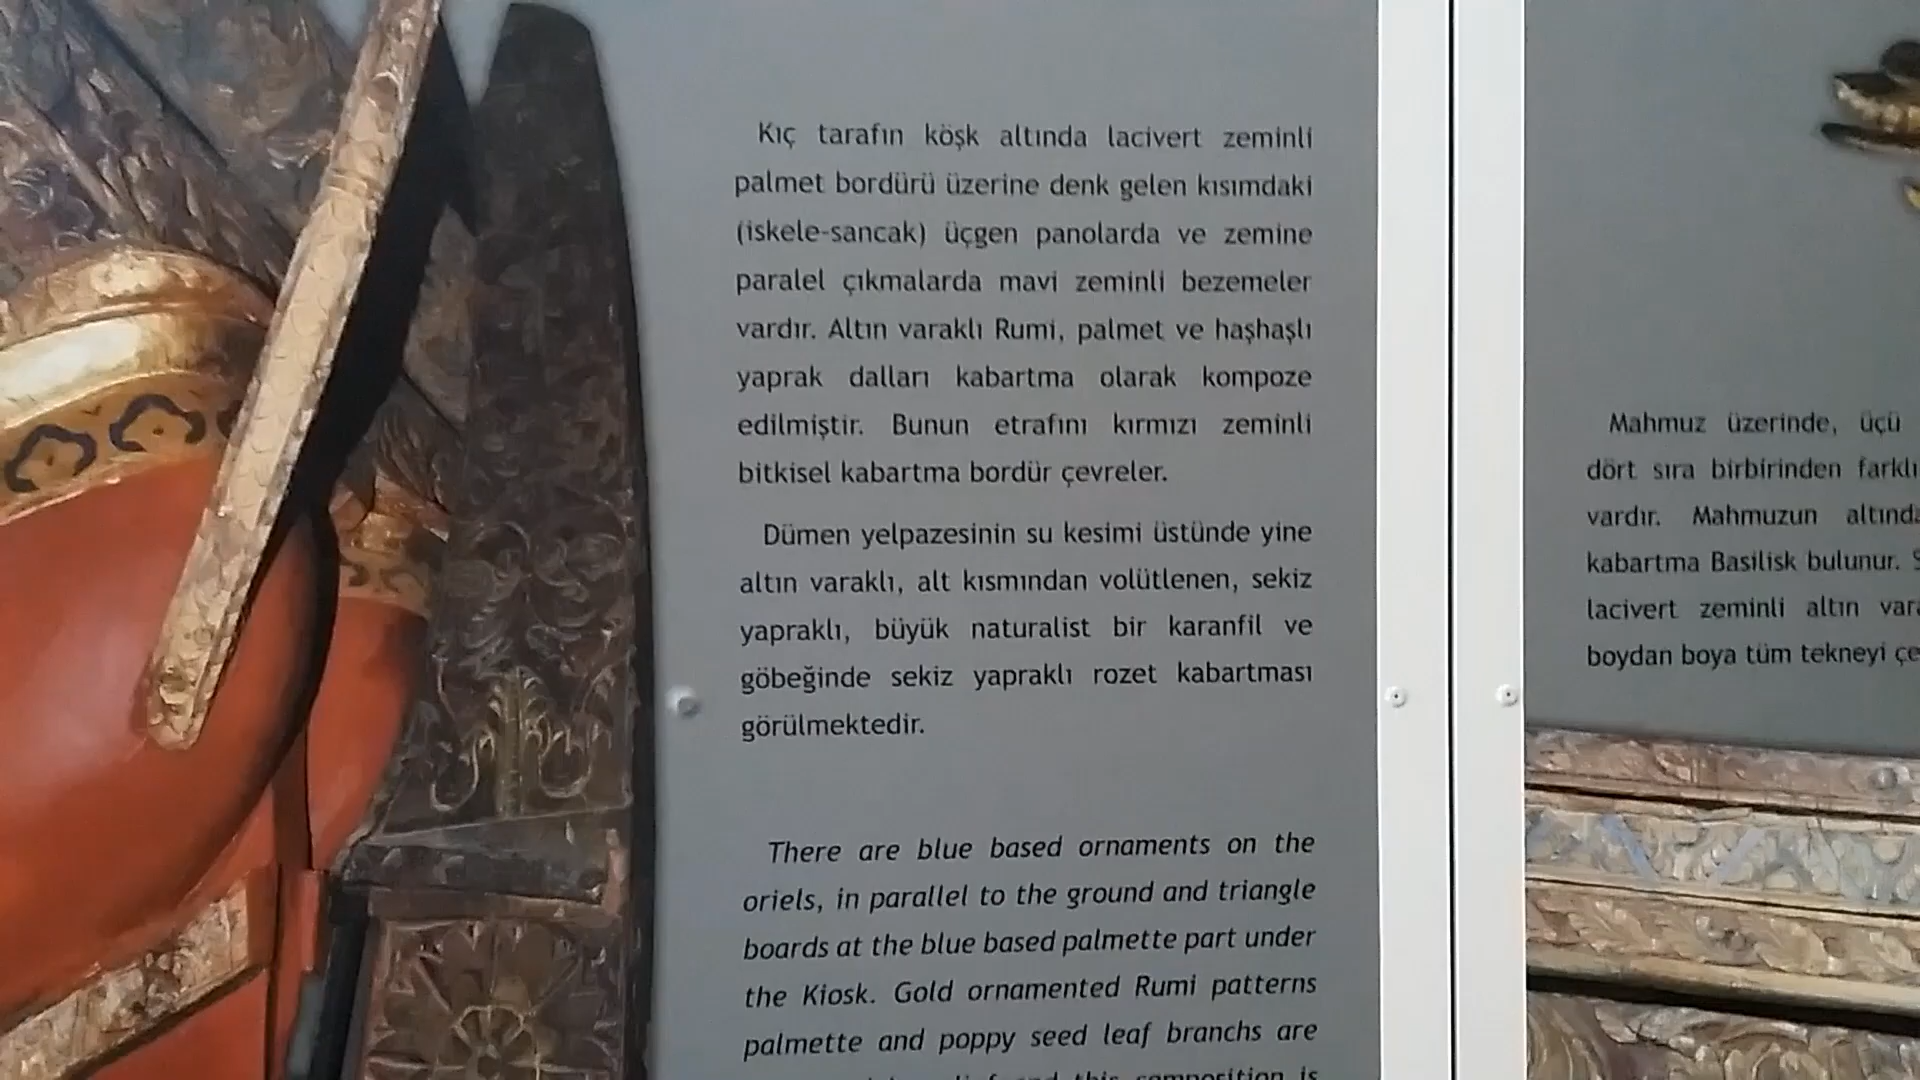 Kıç tarafın köşk altında lacivert zeminli
palmet bordürü üzerine denk gelen kısımdaki
(iskele-sancak) üçgen panolarda ve zemine
paralel çıkmalarda mavi zeminli bezemeler
vardır. Altın varaklı Rumi, palmet ve haşhaşlı
yaprak dalları kabartma olarak kompoze
edilmiştir. Bunun etrafını kırmızı zeminli
bitkisel kabartma bordür çevreler.
Dümen yelpazesinin su kesimi üstünde yine
altın varaklı, alt kısmından volütlenen, sekiz
yapraklı, büyük naturalist bir karanfil ve
göbeğinde sekiz yapraklı rozet kabartması
görülmektedir.
There are blue based ornaments on the
oriels, in parallel to the ground and triangle
boards at the blue based palmette part under
the Kiosk. Gold ornamented Rumi patterns
palmette and poppy seed leaf branchs are
this composition is
Mahmuz üzerinde, üçü
dört sıra birbirinden farklı
vardır. Mahmuzun
kabartma Basilisk bulunur.
lacivert zeminli altın
boydan boya tüm tekneyi